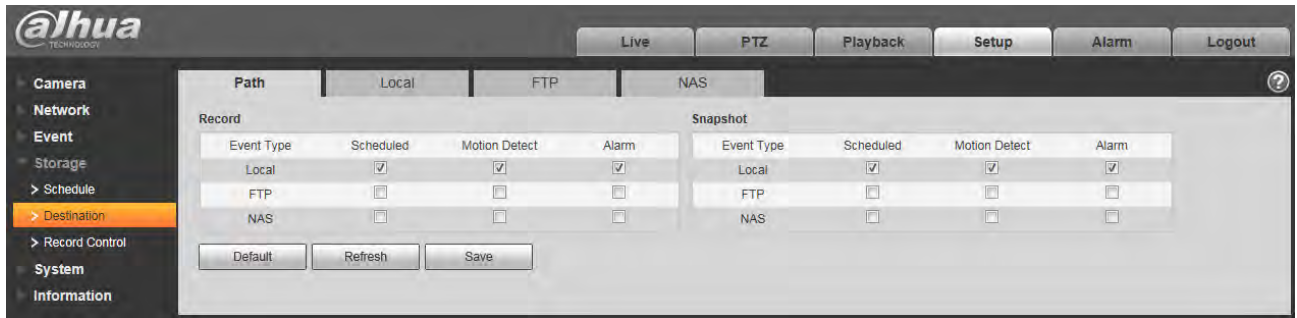 alhua
TECHNOLOGY
Live PTZ Playback Setup Alarm Logout
Camera
Network
Event
Storage
> Schedule
> Destination
> Record Control
System
Information
Path Local FTP NAS
?
Record
Event Type Scheduled Motion Detect Alarm
Local
FTP
NAS
Snapshot
Event Type Scheduled Motion Detect Alarm
Local
FTP
NAS
Default Refresh Save